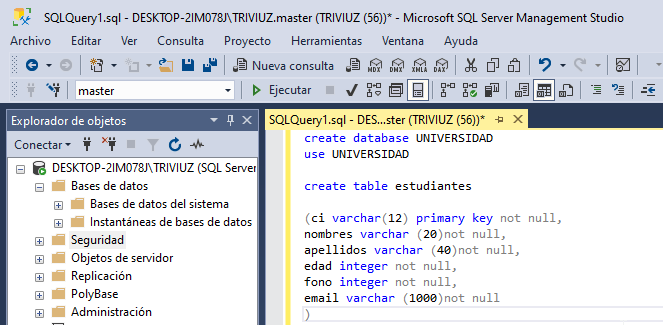 SQLQuery1.sql - DESKTOP-2IM078J\TRIVIUZ.master (TRIVIUZ (56))* - Microsoft SQL Server Management Studio
Archivo Editar Ver Consulta Proyecto Herramientas Ventana Ayuda
Nueva consulta MDX DMX XMLA DAX
master Ejecutar
Explorador de objetos
SQLQuery1.sql - DES...ster (TRIVIUZ (56))*
Conectar
DESKTOP-2IM078J\TRIVIUZ (SQL Server
Bases de datos
Bases de datos del sistema
Instantáneas de bases de datos
Seguridad
Objetos de servidor
Replicación
PolyBase
Administración
create database UNIVERSIDAD
use UNIVERSIDAD
create table estudiantes
(ci varchar(12) primary key not null,
nombres varchar (20)not null,
apellidos varchar (40)not null,
edad integer not null,
fono integer not null,
email varchar (1000)not null
)